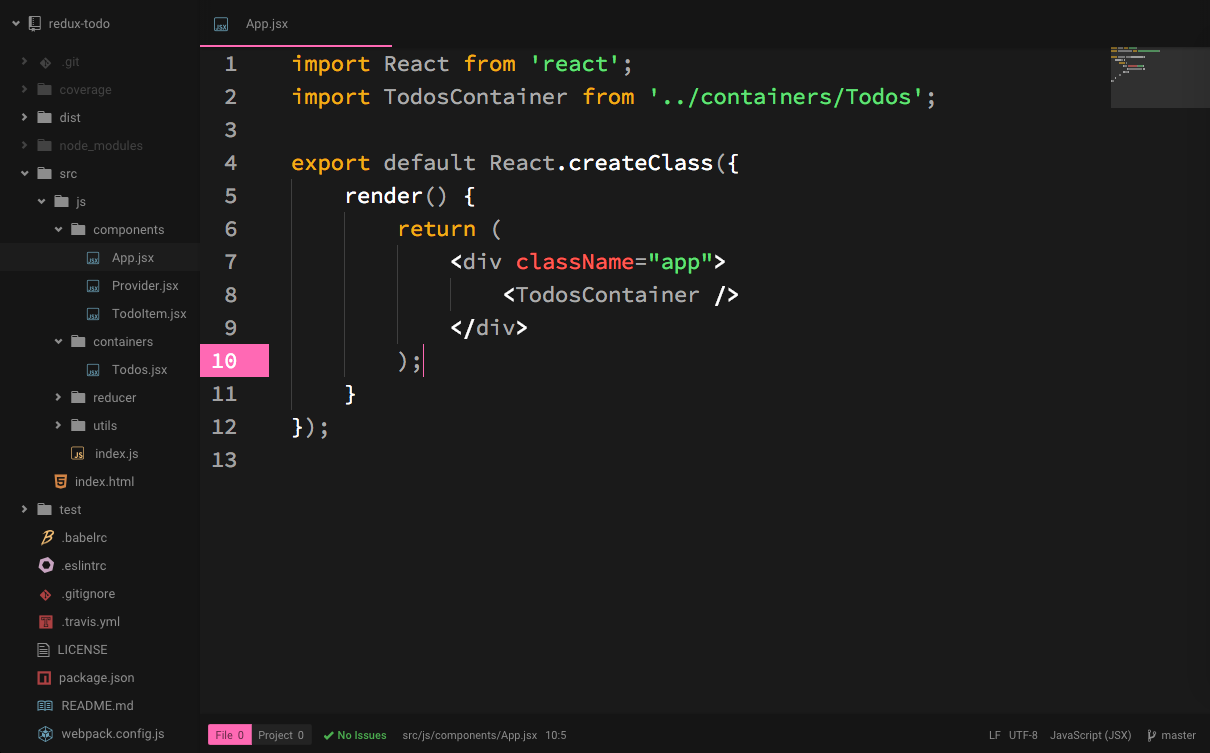 redux-todo
.git
coverage
dist
node_modules
src
js
components
App.jsx
Provider.jsx
TodoItem.jsx
containers
Todos.jsx
reducer
utils
index.js
index.html
test
.babelrc
.eslintrc
.gitignore
.travis.yml
LICENSE
package.json
README.md
webpack.config.js
App.jsx
1 import React from 'react';
2 import TodosContainer from '../containers/Todos';
3
4 export default React.createClass({
5     render() {
6         return (
7             <div className="app">
8                 <TodosContainer />
9             </div>
10         );
11     }
12 });
13
File 0 Project 0 No Issues src/js/components/App.jsx 10:5 LF UTF-8 JavaScript (JSX) master